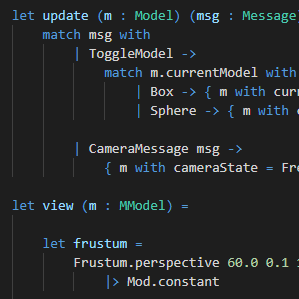 let update (m : Model) (msg : Message
match msg with
| ToggleModel ->
match m.currentModel with
| Box -> { m with curr
| Sphere -> { m with c
| CameraMessage msg ->
{ m with cameraState = Fre
let view (m : MModel) =
let frustum =
Frustum.perspective 60.0 0.1 1
|> Mod.constant